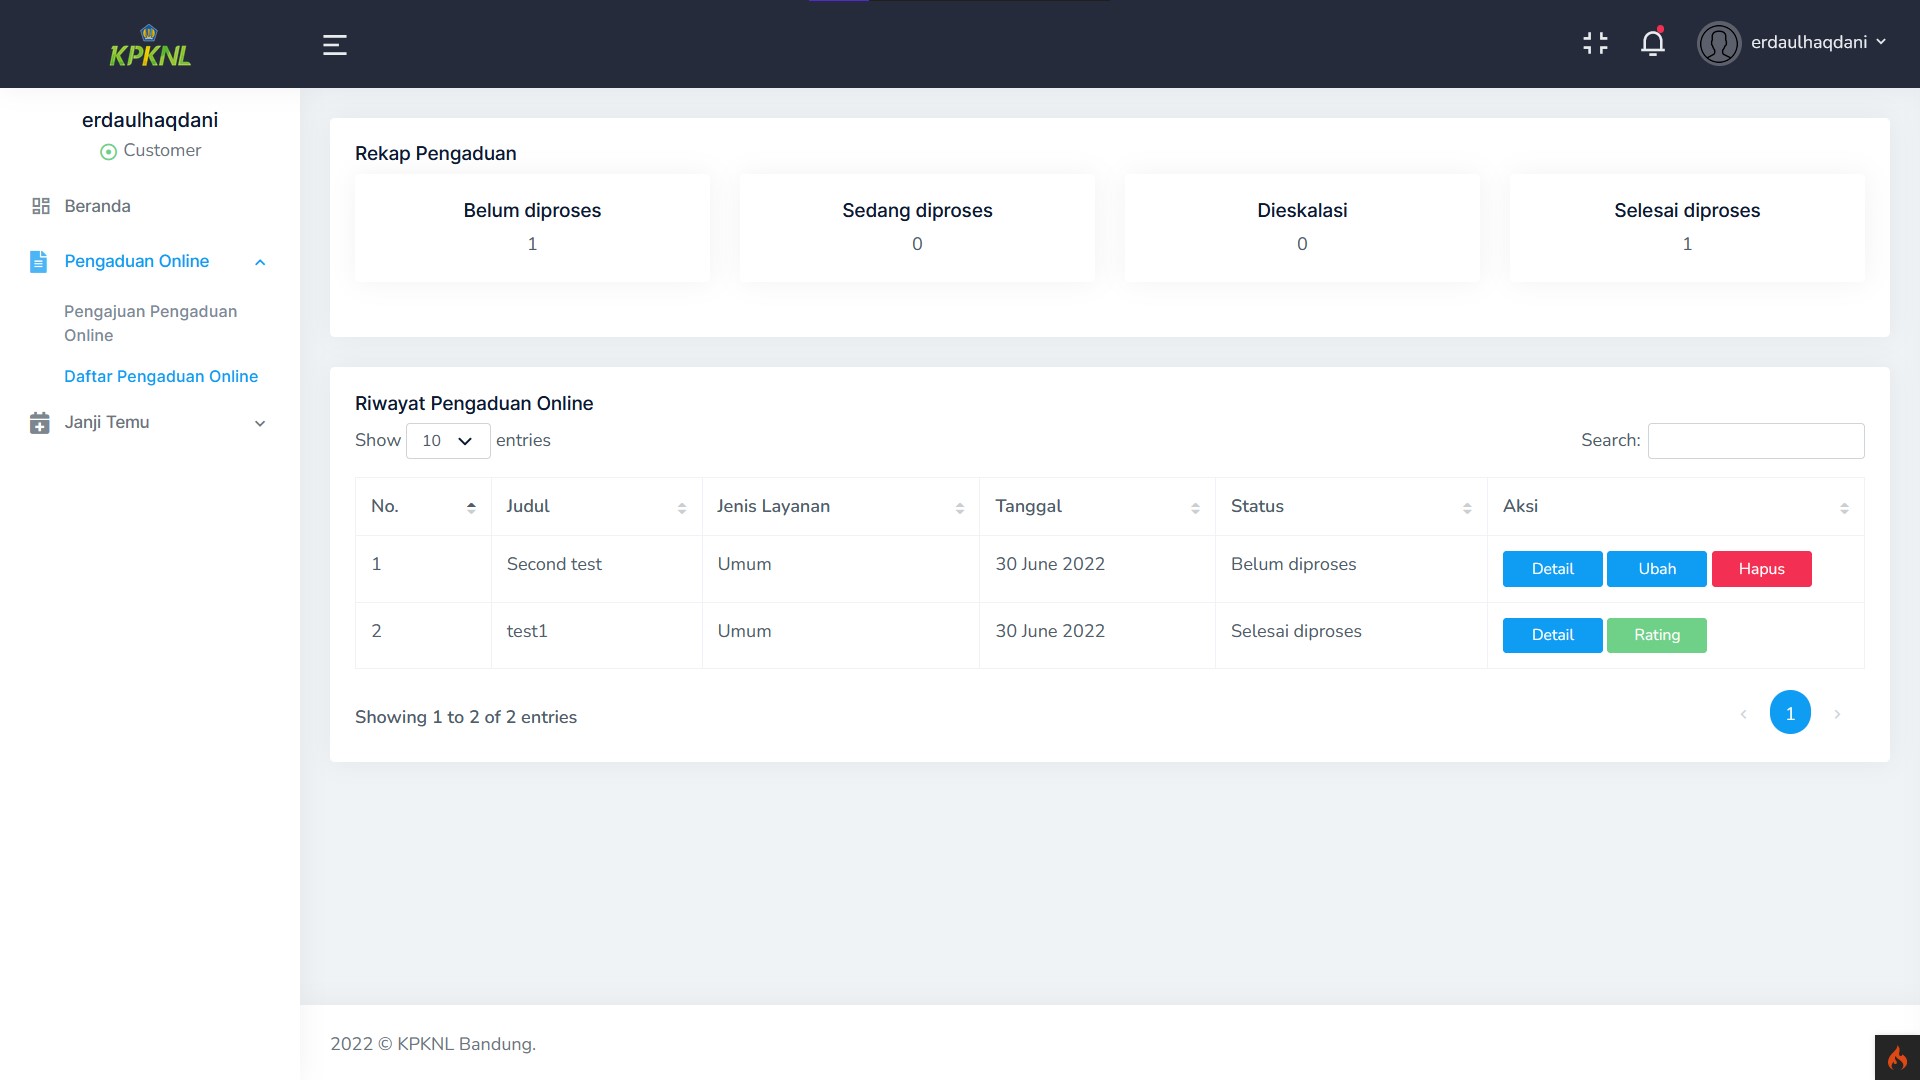 KPKNL
erdaulhaqdani
erdaulhaqdani
Customer
Beranda
Pengaduan Online
Pengajuan Pengaduan
Online
Daftar Pengaduan Online
Janji Temu
Rekap Pengaduan
Belum diproses
1
Sedang diproses
0
Dieskalasi
0
Selesai diproses
1
Riwayat Pengaduan Online
Show 10 entries
Search:
No. Judul Jenis Layanan Tanggal Status Aksi
1 Second test Umum 30 June 2022 Belum diproses Detail Ubah Hapus
2 test1 Umum 30 June 2022 Selesai diproses Detail Rating
Showing 1 to 2 of 2 entries
1
2022 © KPKNL Bandung.